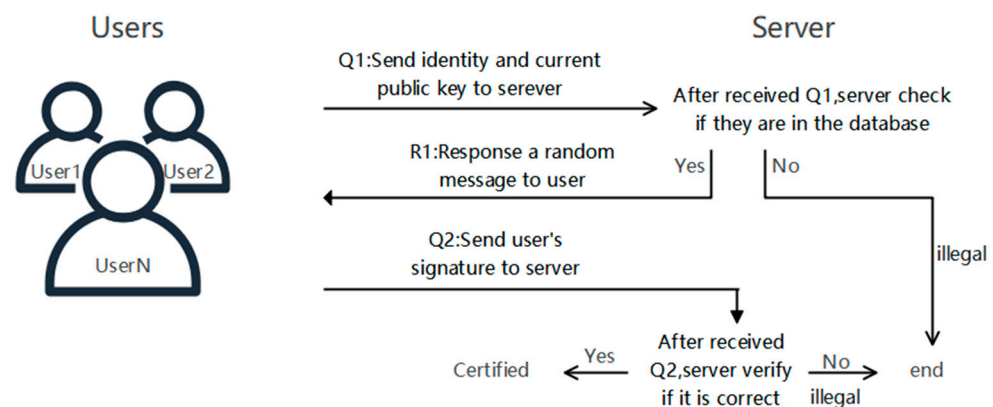 Users
Server
Q1:Send identity and current
public key to serever
After received Q1,server check
if they are in the database
User1
User2
UserN
R1:Response a random
message to user
Yes
No
Q2:Send user's
signature to server
illegal
After received
Q2,server verify
if it is correct
Yes
Certified
No
illegal
end